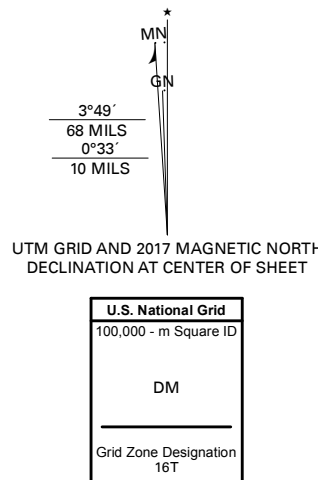 ★
MN
GN
3°49´
68 MILS
0°33´
10 MILS
UTM GRID AND 2017 MAGNETIC NORTH
DECLINATION AT CENTER OF SHEET
U.S. National Grid
100,000 - m Square ID
DM
Grid Zone Designation
16T